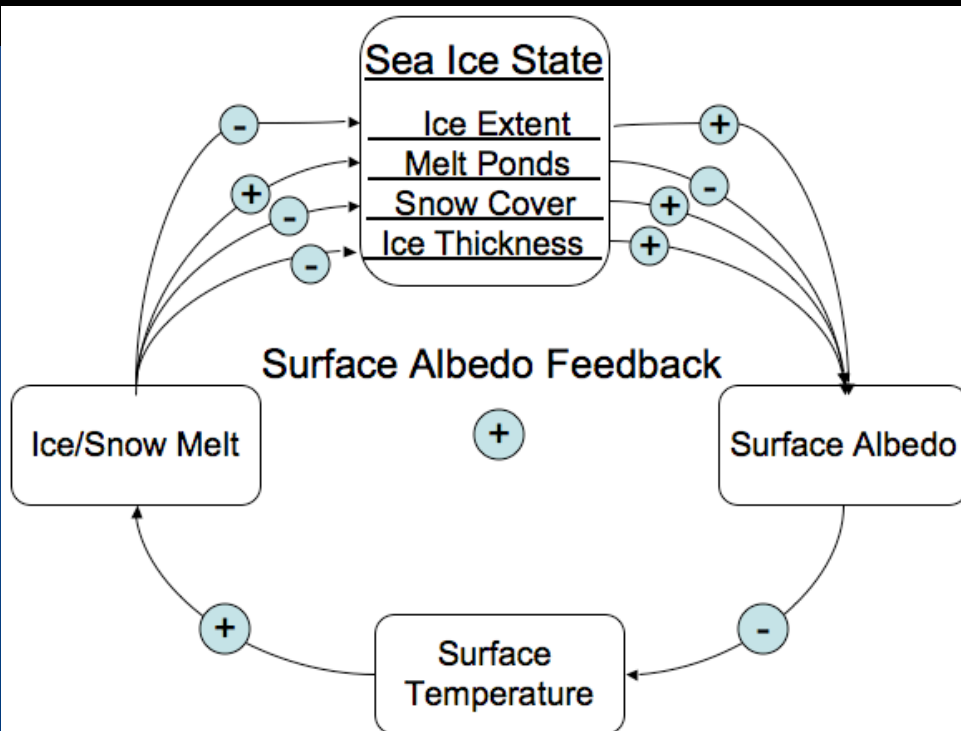 Sea Ice State
- Ice Extent +
+ Melt Ponds -
- Snow Cover +
- Ice Thickness +
Surface Albedo Feedback
+
Ice/Snow Melt
Surface Albedo
+
-
Surface
Temperature